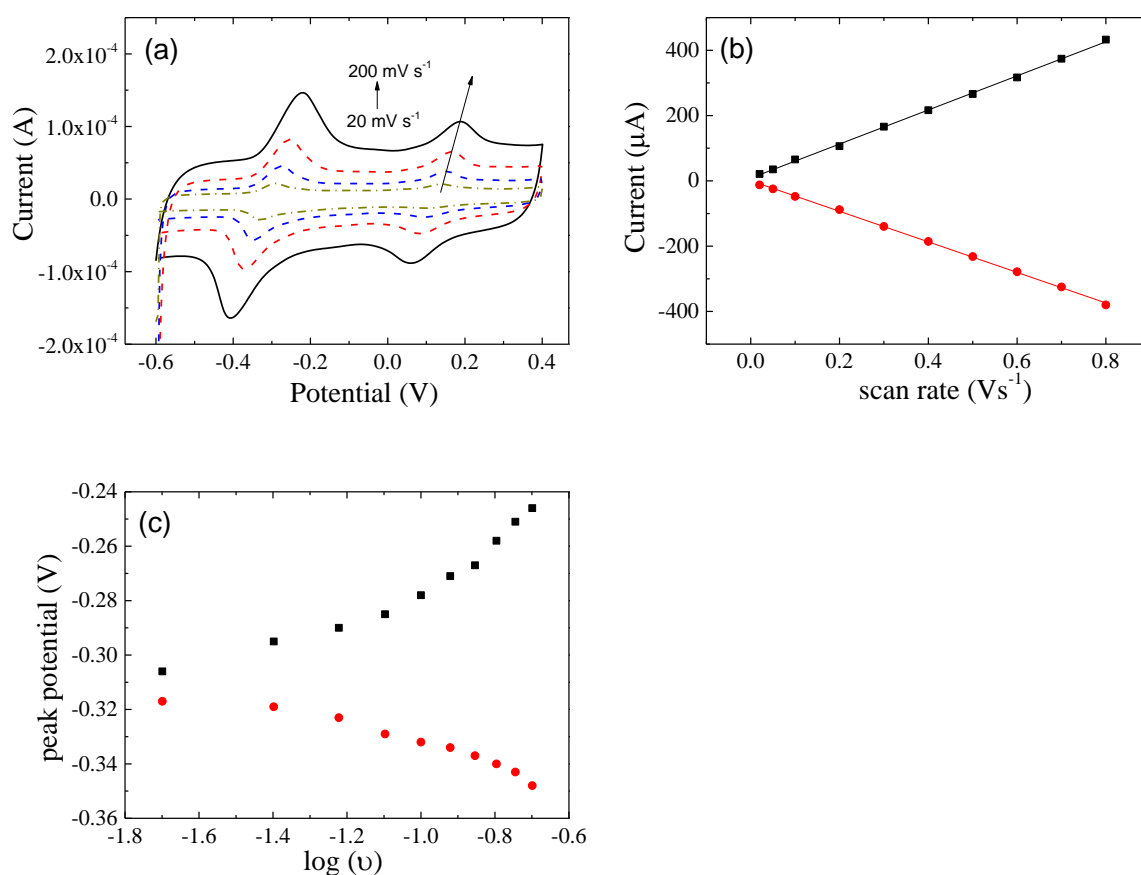 (a)
200 mV s⁻¹
20 mV s⁻¹
2.0x10⁻⁴
1.0x10⁻⁴
0.0
-1.0x10⁻⁴
-2.0x10⁻⁴
Current (A)
-0.6 -0.4 -0.2 0.0 0.2 0.4
Potential (V)
(b)
400
200
0
-200
-400
Current (μA)
0.0 0.2 0.4 0.6 0.8
scan rate (Vs⁻¹)
(c)
-0.24
-0.26
-0.28
-0.30
-0.32
-0.34
-0.36
peak potential (V)
-1.8 -1.6 -1.4 -1.2 -1.0 -0.8 -0.6
log (υ)